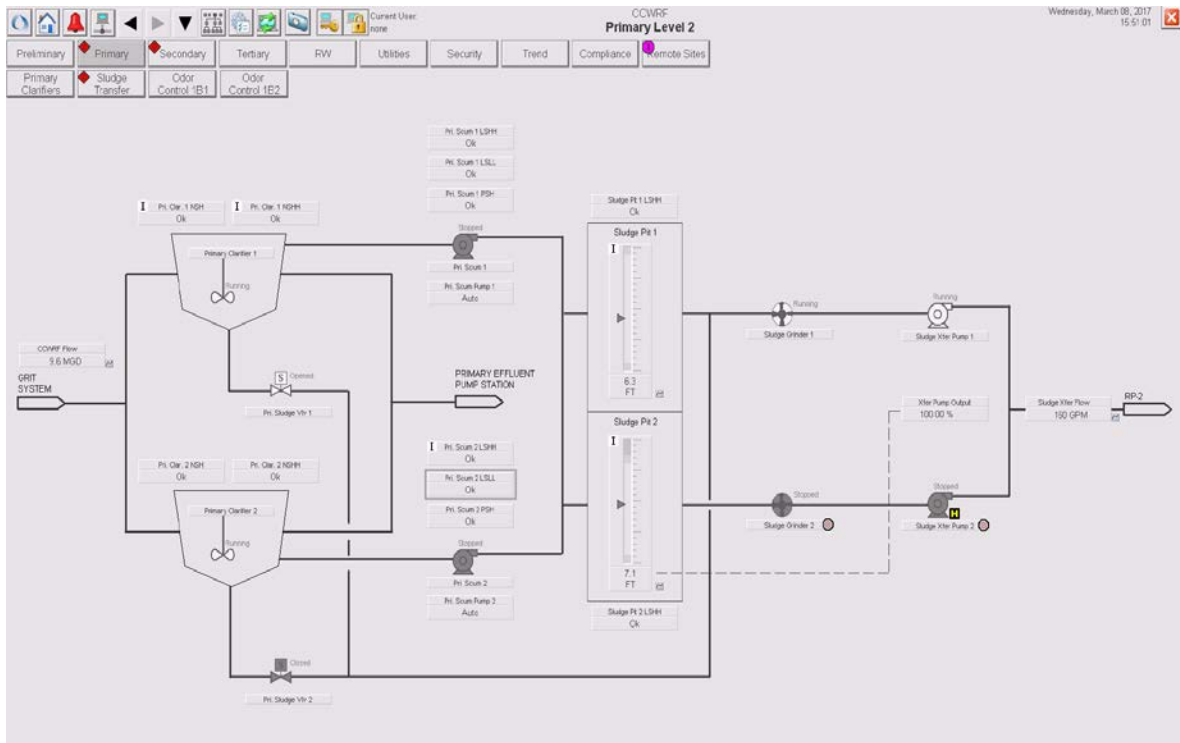 Current User:
none
CCWRF
Primary Level 2
Wednesday, March 08, 2017
15:51:01
Preliminary
Primary
Secondary
Tertiary
RW
Utilities
Security
Trend
Compliance
Remote Sites
Primary
Clarifiers
Sludge
Transfer
Odor
Control 1B1
Odor
Control 1B2
Pri. Scum 1 LSHH
Ok
Pri. Scum 1 LSLL
Ok
Pri. Scum 1 PSH
Ok
I
Pri. Clar. 1 NSH
Ok
I
Pri. Clar. 1 NSHH
Ok
Sludge Pit 1 LSHH
Ok
Primary Clarifier 1
Running
Stopped
Pri. Scum 1
Pri. Scum Pump 1
Auto
Sludge Pit 1
I
6.3
FT
Running
Sludge Grinder 1
Running
Sludge Xfer Pump 1
CCWRF Flow
9.6 MGD
GRIT
SYSTEM
S
Opened
Pri. Sludge Vlv 1
PRIMARY EFFLUENT
PUMP STATION
Xfer Pump Output
100.00 %
Sludge Xfer Flow
180 GPM
RP-2
Sludge Pit 2
I
7.1
FT
I
Pri. Scum 2 LSHH
Ok
Pri. Scum 2 LSLL
Ok
Pri. Scum 2 PSH
Ok
Pri. Clar. 2 NSH
Ok
Pri. Clar. 2 NSHH
Ok
Primary Clarifier 2
Running
Stopped
Pri. Scum 2
Pri. Scum Pump 2
Auto
Stopped
Sludge Grinder 2
Stopped
H
Sludge Xfer Pump 2
Sludge Pit 2 LSHH
Ok
S
Closed
Pri. Sludge Vlv 2